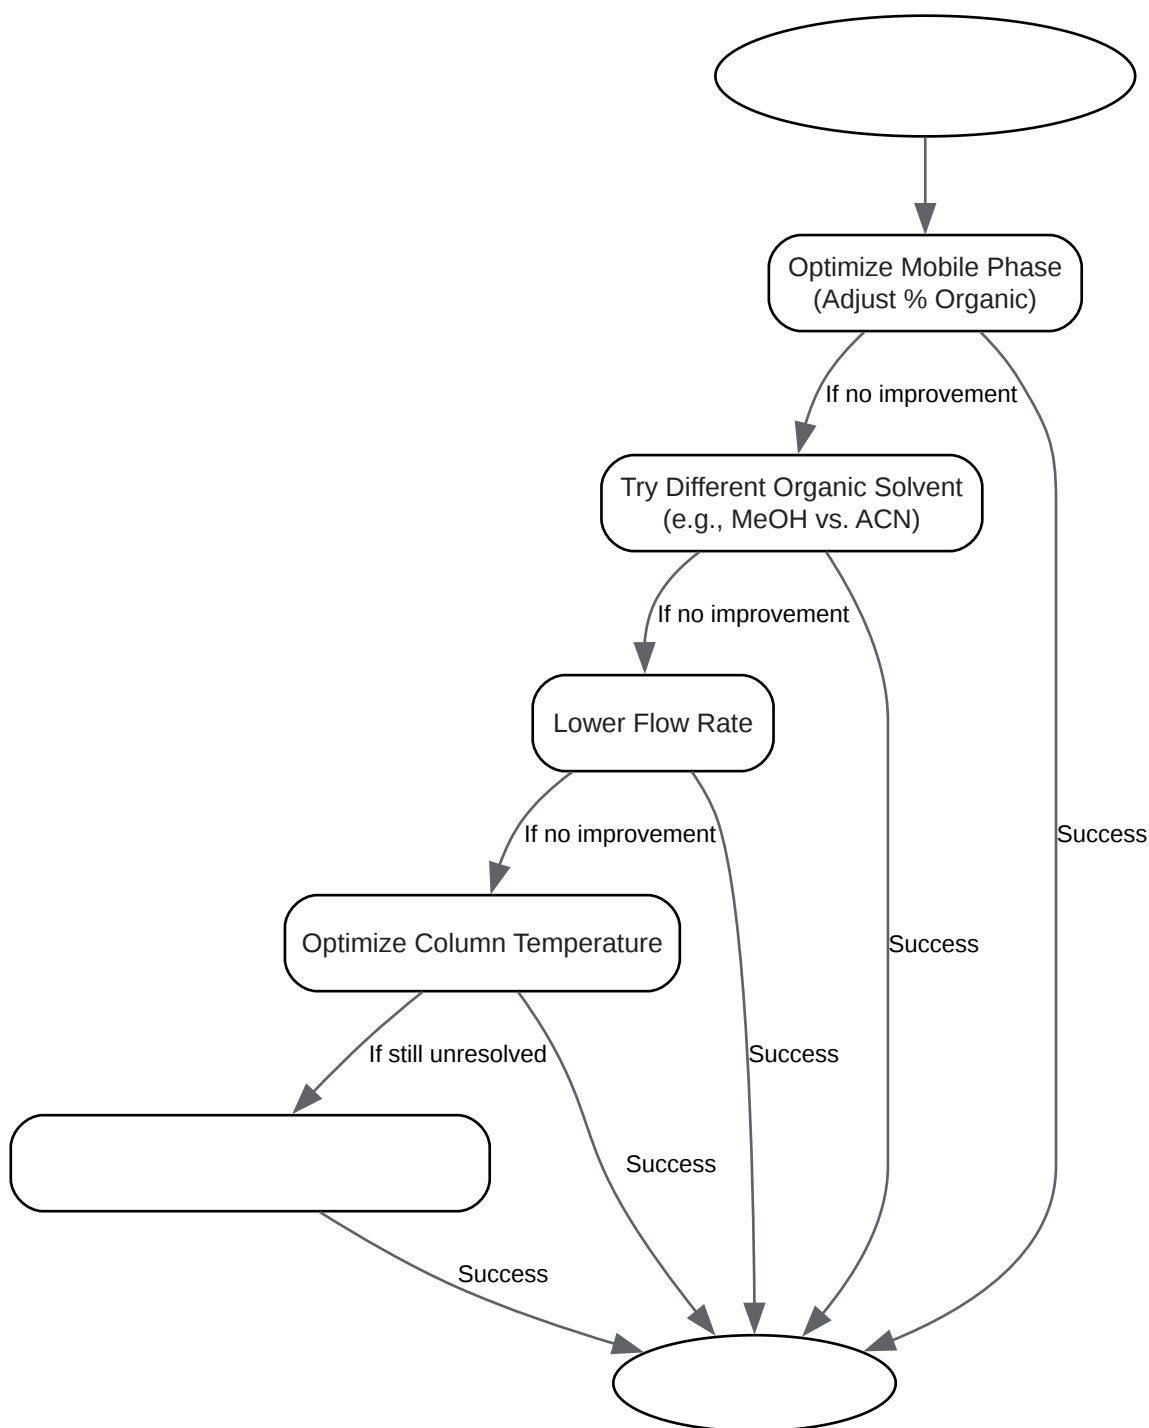 Optimize Mobile Phase
(Adjust % Organic)
If no improvement
Try Different Organic Solvent
(e.g., MeOH vs. ACN)
If no improvement
Lower Flow Rate
If no improvement
Success
Optimize Column Temperature
Success
If still unresolved
Success
Success
Success